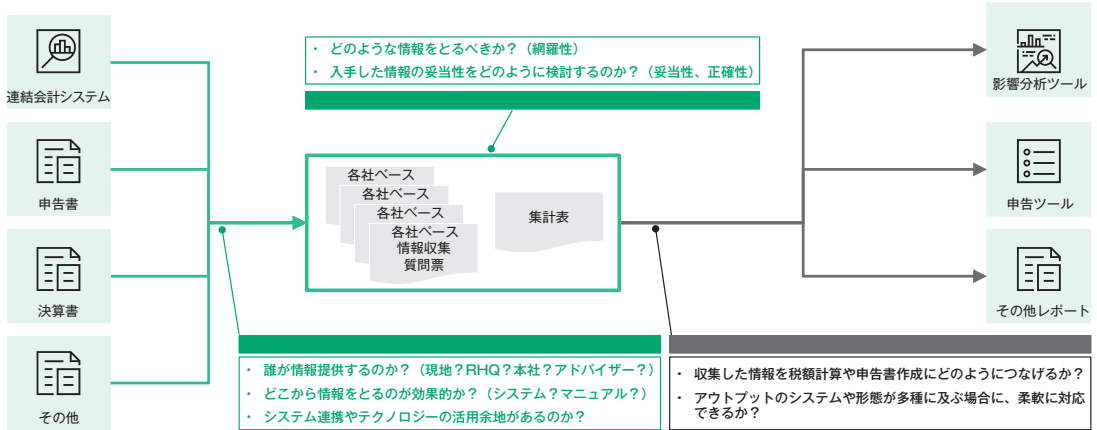 連結会計システム
申告書
決算書
その他
・ どのような情報をとるべきか？（網羅性）
・ 入手した情報の妥当性をどのように検討するのか？（妥当性、正確性）
各社ベース
各社ベース
各社ベース
各社ベース
情報収集
質問票
集計表
・ 誰が情報提供するのか？（現地？RHQ？本社？アドバイザー？）
・ どこから情報をとるのが効果的か？（システム？マニュアル？）
・ システム連携やテクノロジーの活用余地があるのか？
・ 収集した情報を税額計算や申告書作成にどのようにつなげるか？
・ アウトプットのシステムや形態が多種に及ぶ場合に、柔軟に対応
できるか？
影響分析ツール
申告ツール
その他レポート